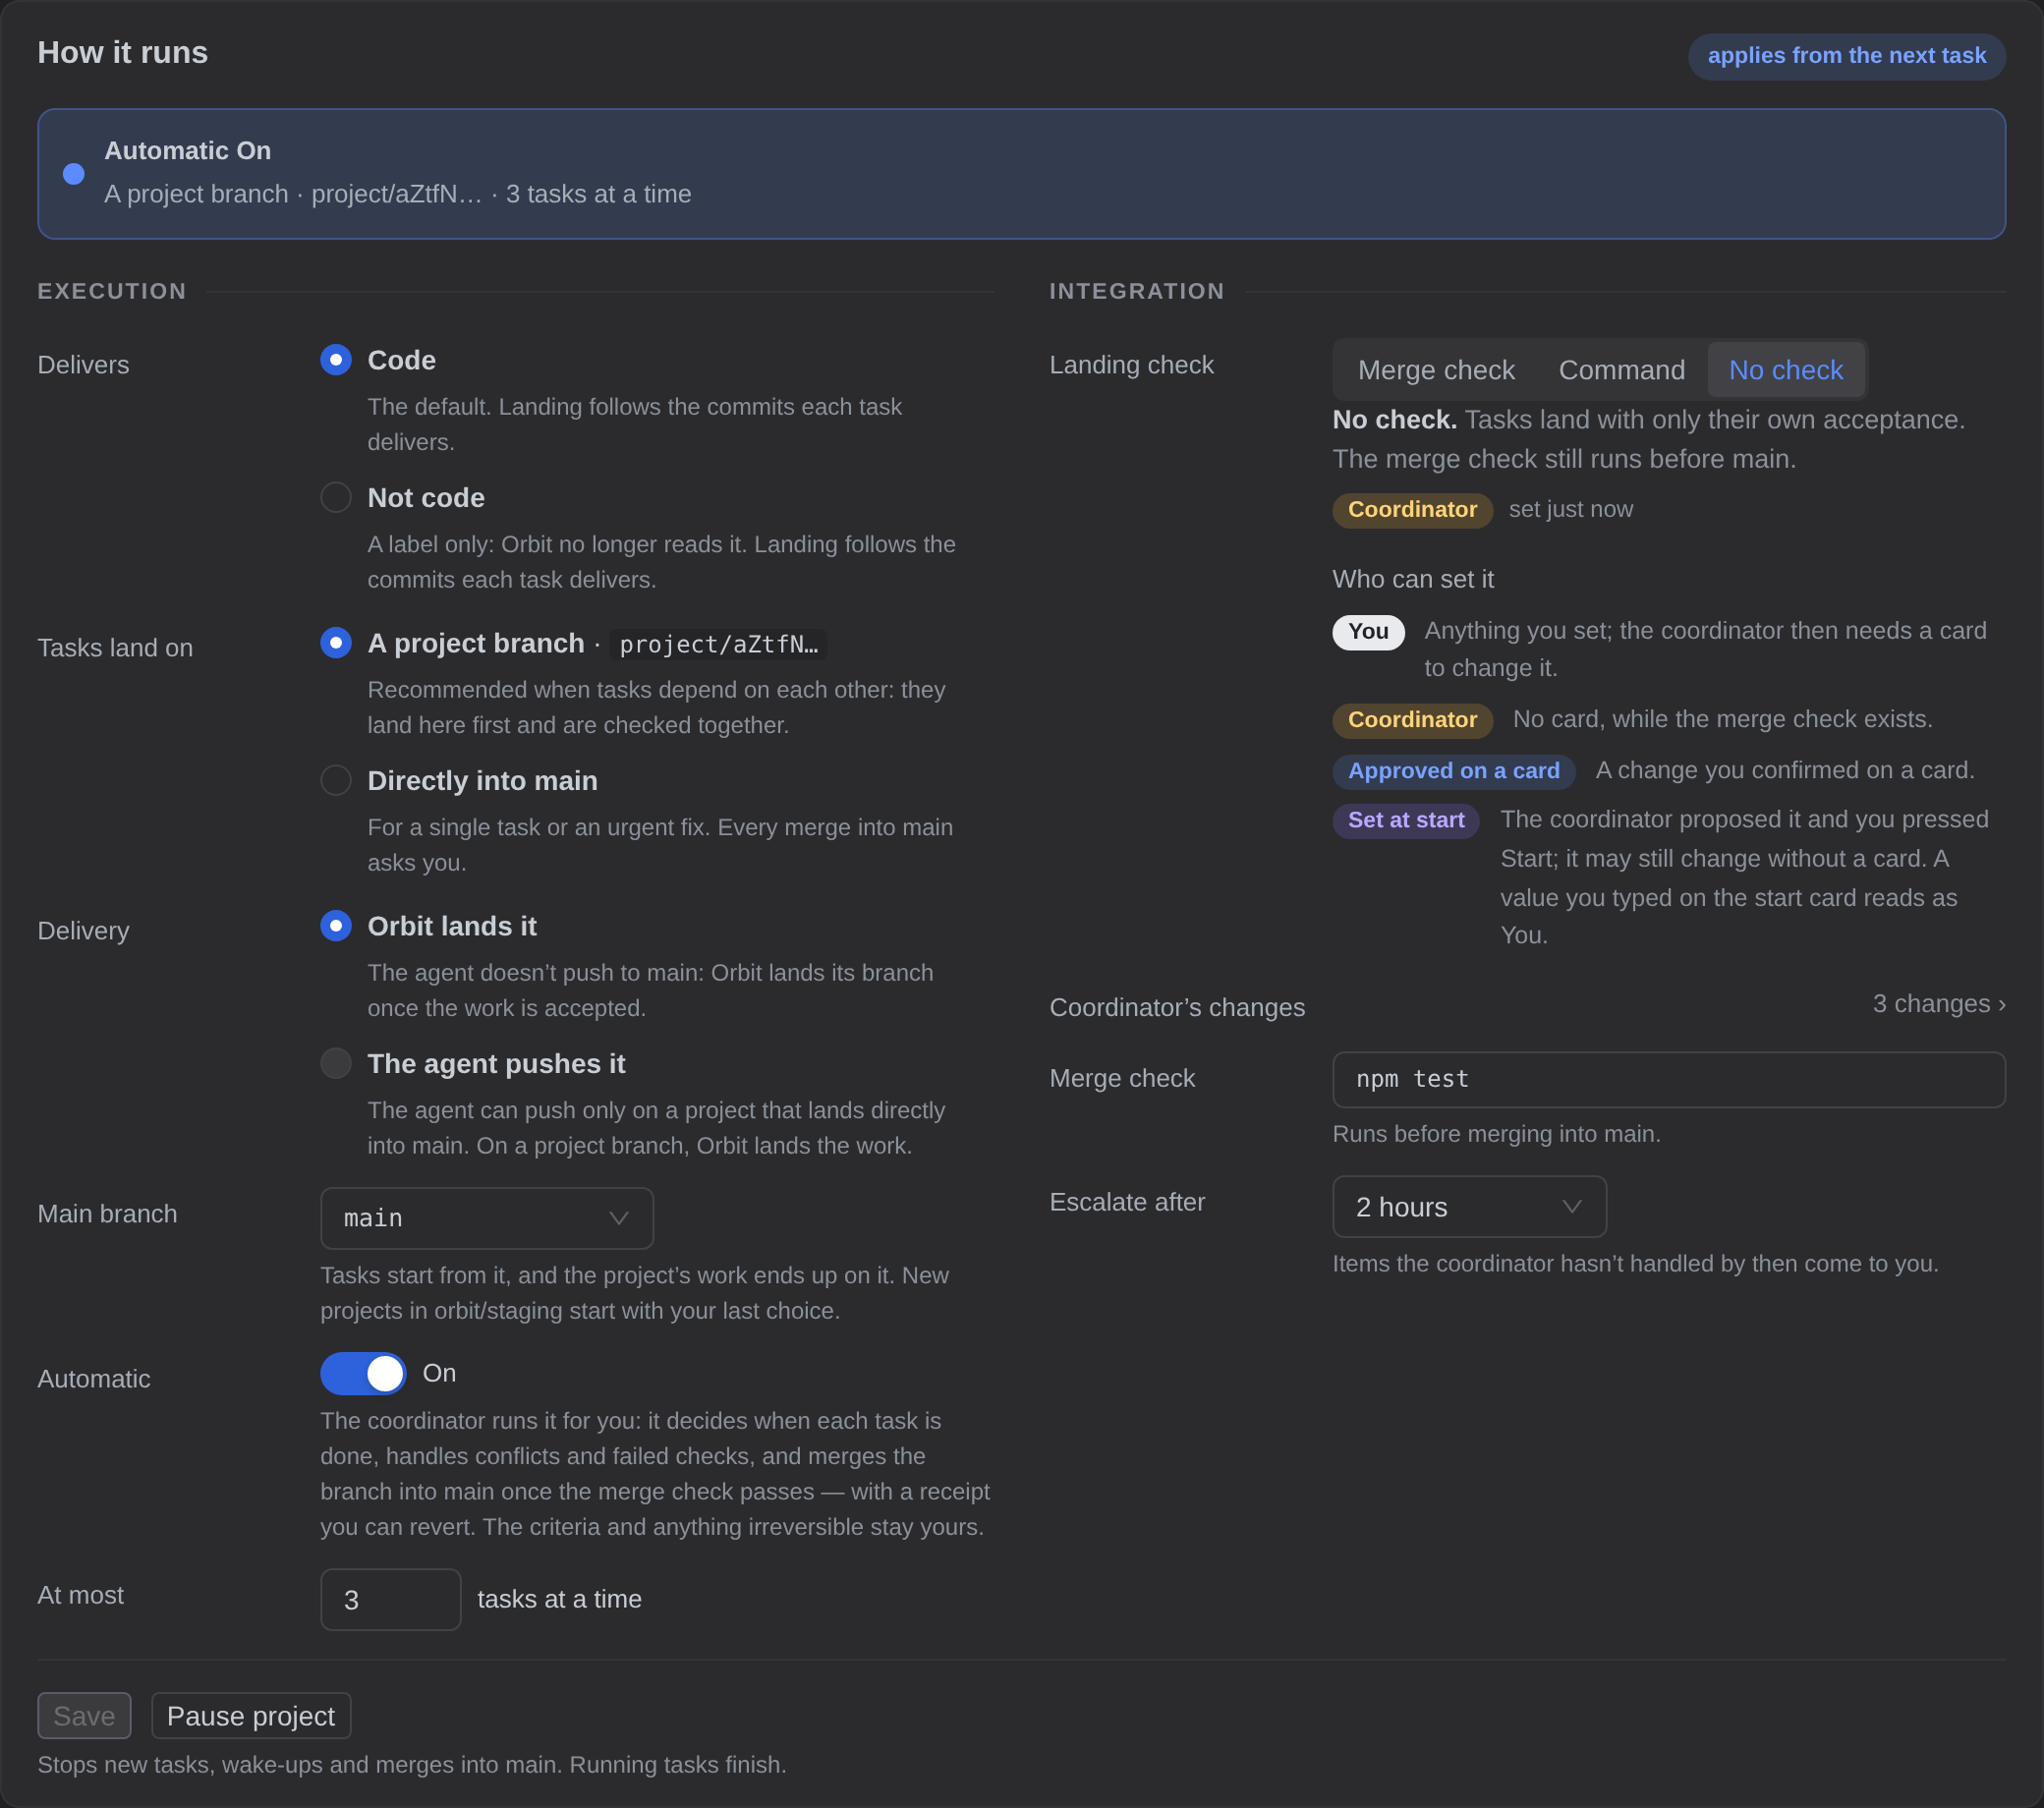 How it runs
applies from the next task
Automatic On
A project branch · project/aZtfN… · 3 tasks at a time
EXECUTION
Delivers
Code
The default. Landing follows the commits each task
delivers.
Not code
A label only: Orbit no longer reads it. Landing follows the
commits each task delivers.
Tasks land on
A project branch · project/aZtfN…
Recommended when tasks depend on each other: they
land here first and are checked together.
Directly into main
For a single task or an urgent fix. Every merge into main
asks you.
Delivery
Orbit lands it
The agent doesn’t push to main: Orbit lands its branch
once the work is accepted.
The agent pushes it
The agent can push only on a project that lands directly
into main. On a project branch, Orbit lands the work.
Main branch
main
Tasks start from it, and the project’s work ends up on it. New
projects in orbit/staging start with your last choice.
Automatic
On
The coordinator runs it for you: it decides when each task is
done, handles conflicts and failed checks, and merges the
branch into main once the merge check passes — with a receipt
you can revert. The criteria and anything irreversible stay yours.
At most
3 tasks at a time
INTEGRATION
Landing check
Merge check Command No check
No check. Tasks land with only their own acceptance.
The merge check still runs before main.
Coordinator set just now
Who can set it
You Anything you set; the coordinator then needs a card
to change it.
Coordinator No card, while the merge check exists.
Approved on a card A change you confirmed on a card.
Set at start The coordinator proposed it and you pressed
Start; it may still change without a card. A
value you typed on the start card reads as
You.
Coordinator’s changes
3 changes ›
Merge check
npm test
Runs before merging into main.
Escalate after
2 hours
Items the coordinator hasn’t handled by then come to you.
Save
Pause project
Stops new tasks, wake-ups and merges into main. Running tasks finish.